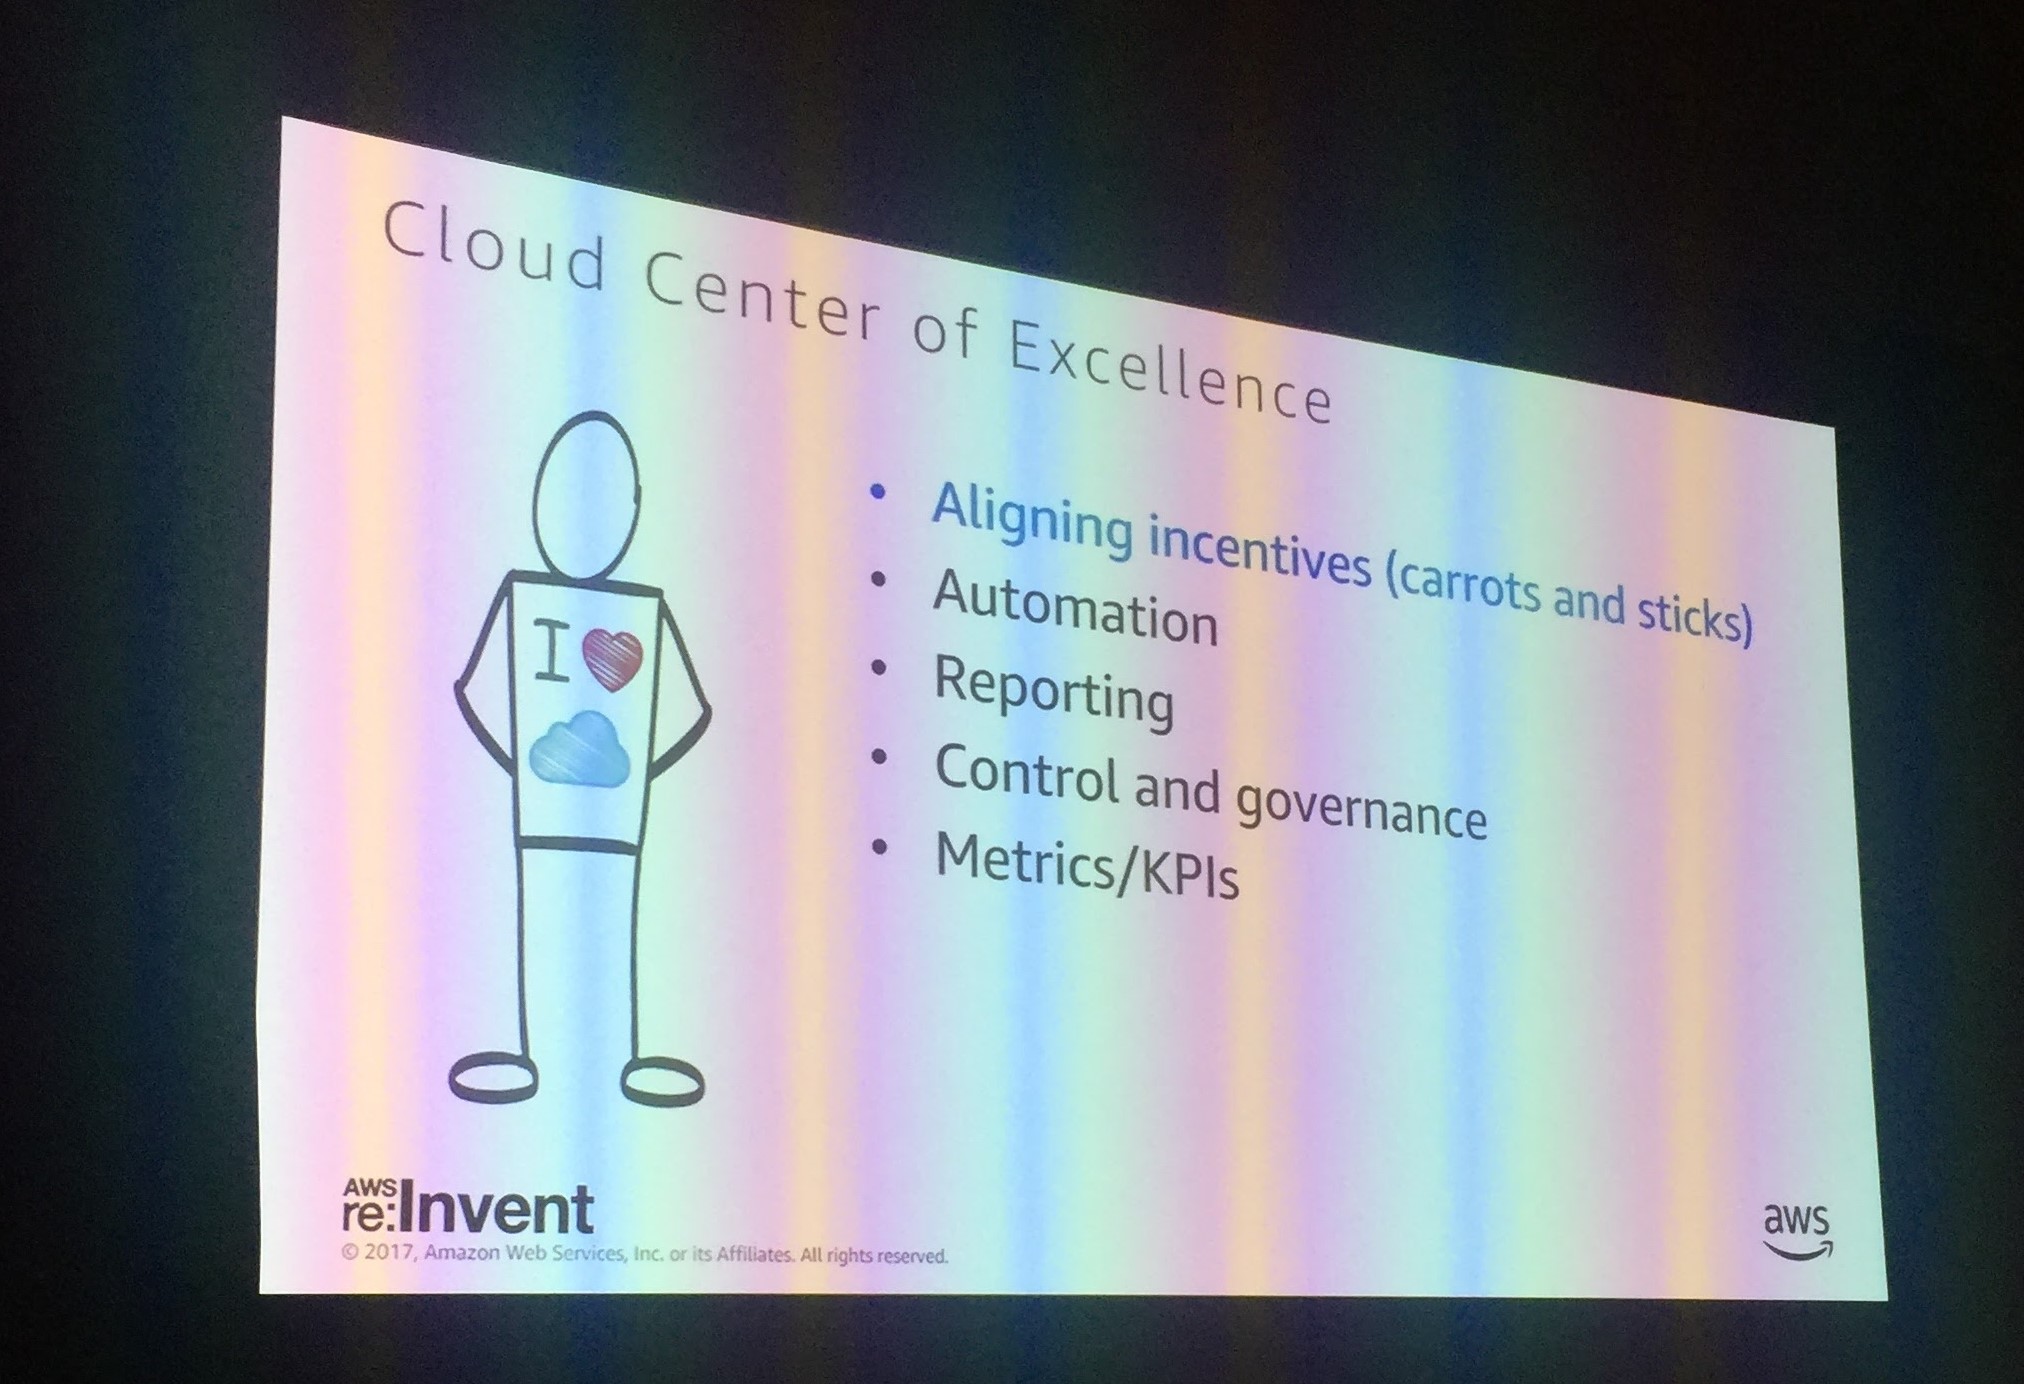 Cloud Center of Excellence
I
• Aligning incentives (carrots and sticks)
• Automation
• Reporting
• Control and governance
• Metrics/KPIs
AWS
re:Invent
© 2017, Amazon Web Services, Inc. or its Affiliates. All rights reserved.
aws